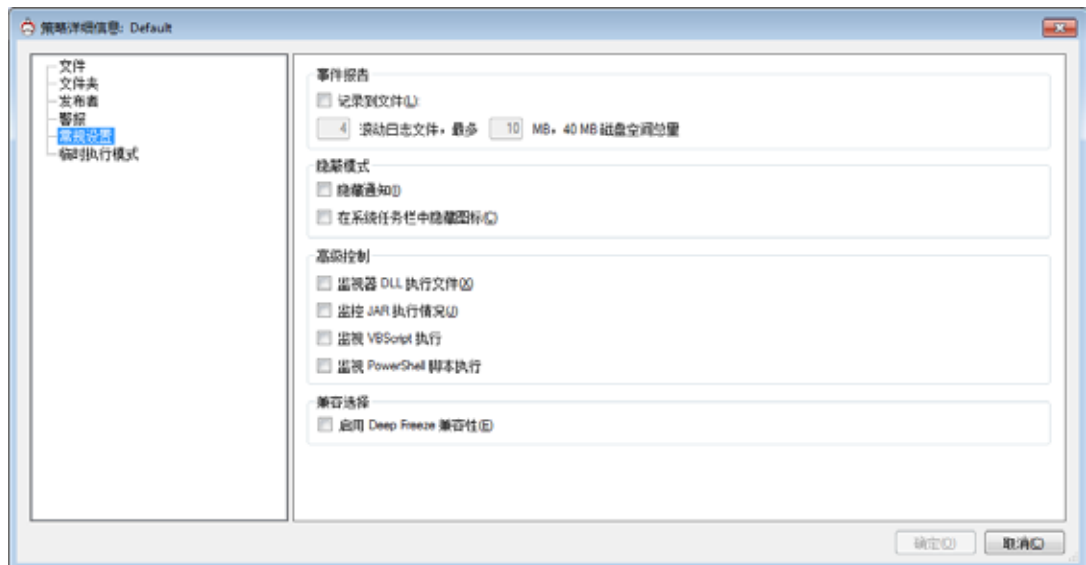 策略详细信息: Default
文件
文件夹
发布者
警报
常规设置
临时执行模式
事件报告
记录到文件(L):
4 滚动日志文件，最多 10 MB，40 MB 磁盘空间总量
隐蔽模式
隐藏通知(I)
在系统任务栏中隐藏图标(C)
高级控制
监视器 DLL 执行文件(X)
监控 JAR 执行情况(J)
监视 VBScript 执行
监视 PowerShell 脚本执行
兼容选择
启用 Deep Freeze 兼容性(E)
确定(O)
取消(C)